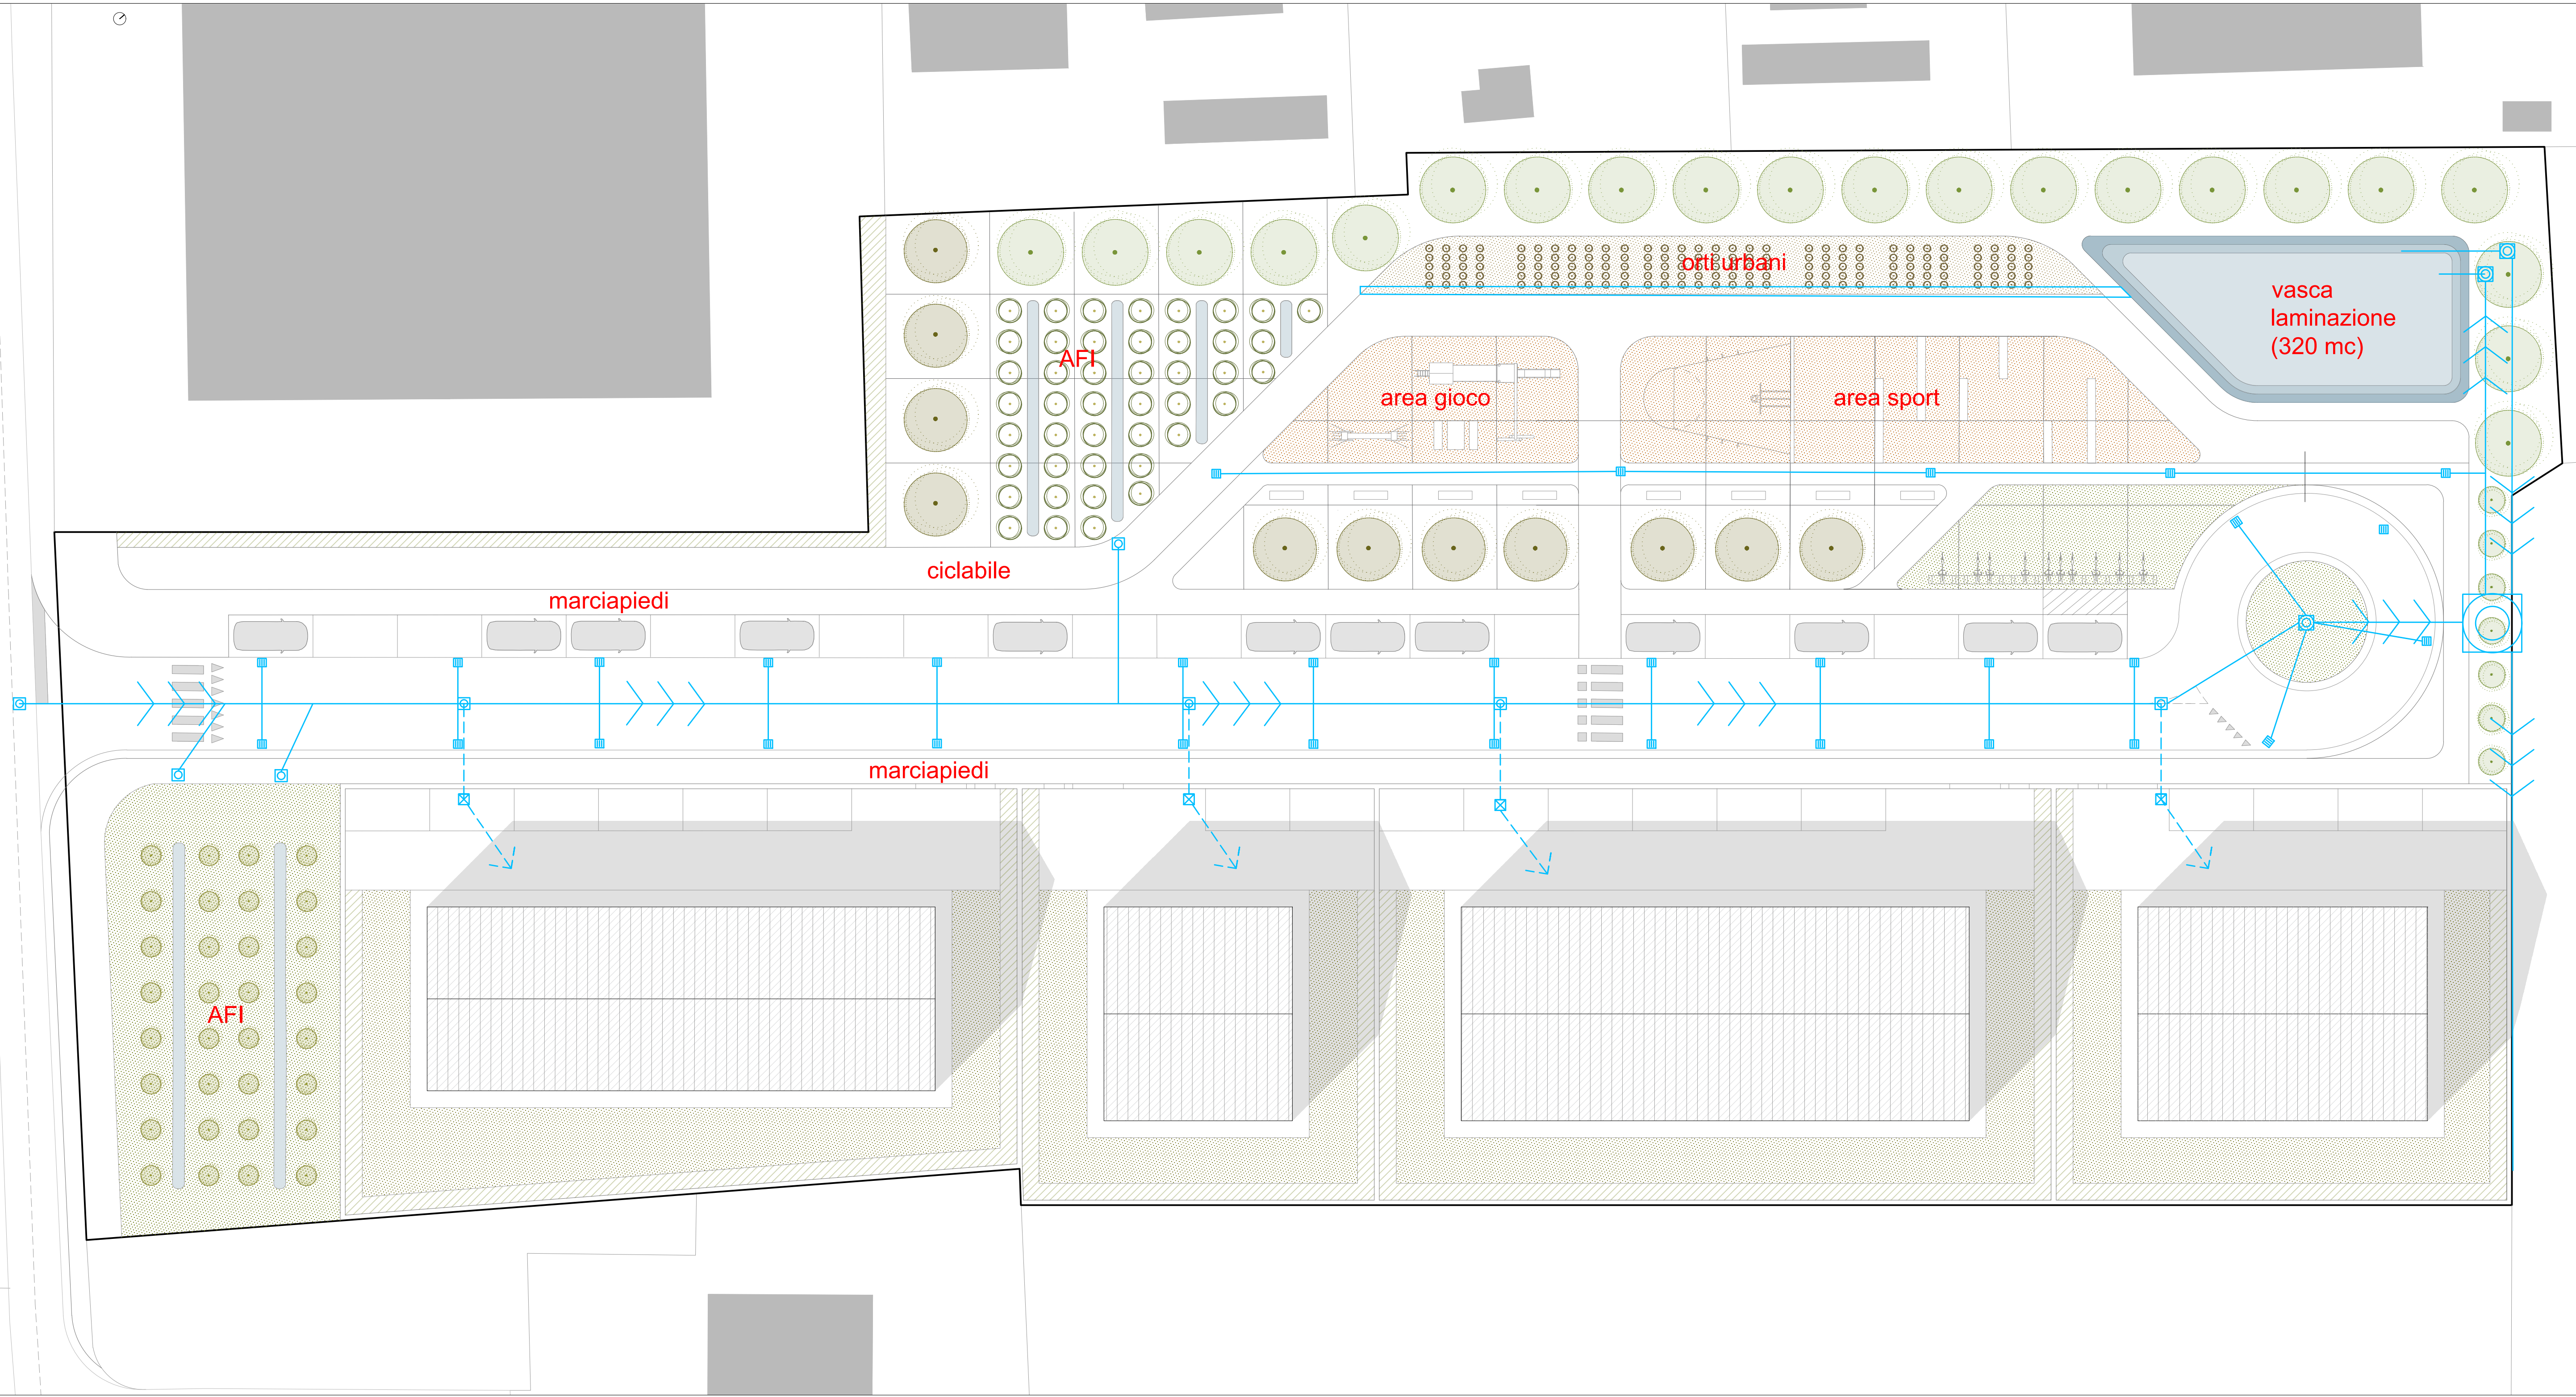 orti urbani
vasca
laminazione
(320 mc)
AFI
area gioco
area sport
ciclabile
marciapiedi
marciapiedi
AFI